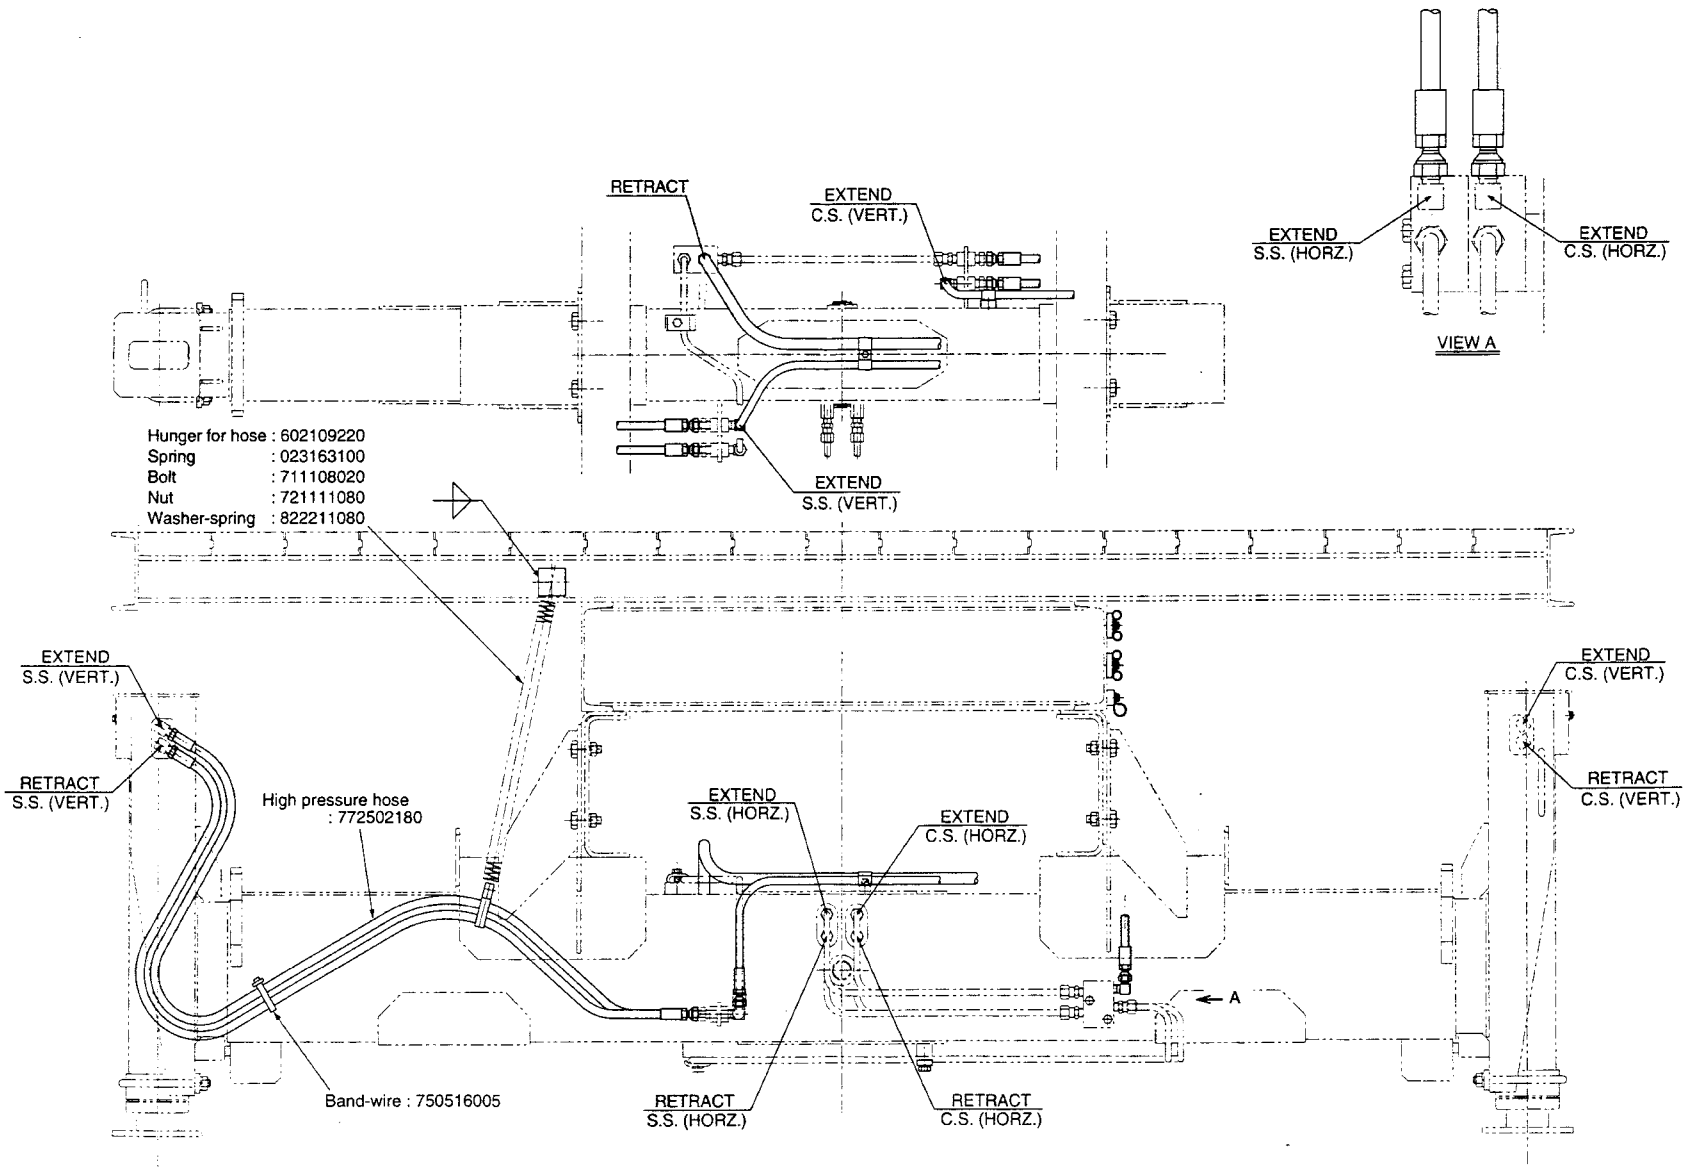 RETRACT
EXTEND
C.S. (VERT.)
EXTEND
S.S. (HORZ.)
EXTEND
C.S. (HORZ.)
VIEW A
Hunger for hose : 602109220
Spring : 023163100
Bolt : 711108020
Nut : 721111080
Washer-spring : 822211080
EXTEND
S.S. (VERT.)
EXTEND
S.S. (VERT.)
RETRACT
S.S. (VERT.)
High pressure hose
: 772502180
EXTEND
S.S. (HORZ.)
EXTEND
C.S. (HORZ.)
EXTEND
C.S. (VERT.)
RETRACT
C.S. (VERT.)
A
Band-wire : 750516005
RETRACT
S.S. (HORZ.)
RETRACT
C.S. (HORZ.)